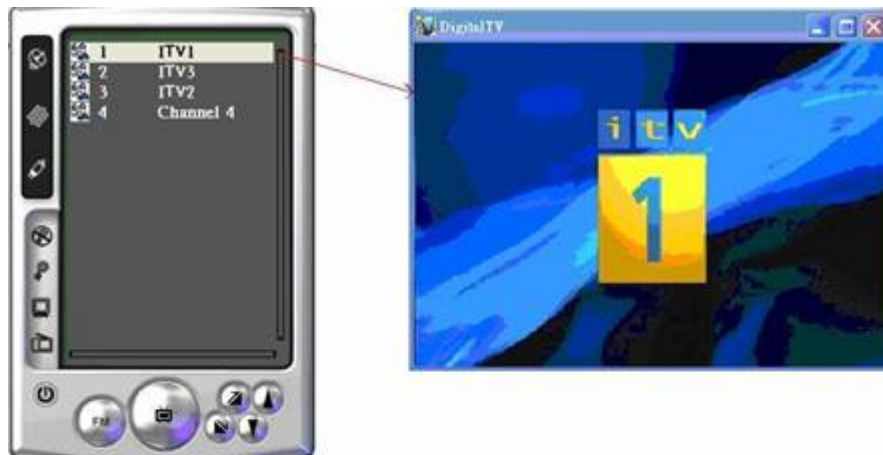 1 ITV1
2 ITV3
3 ITV2
4 Channel 4
FM
DigitalTV
itv
1